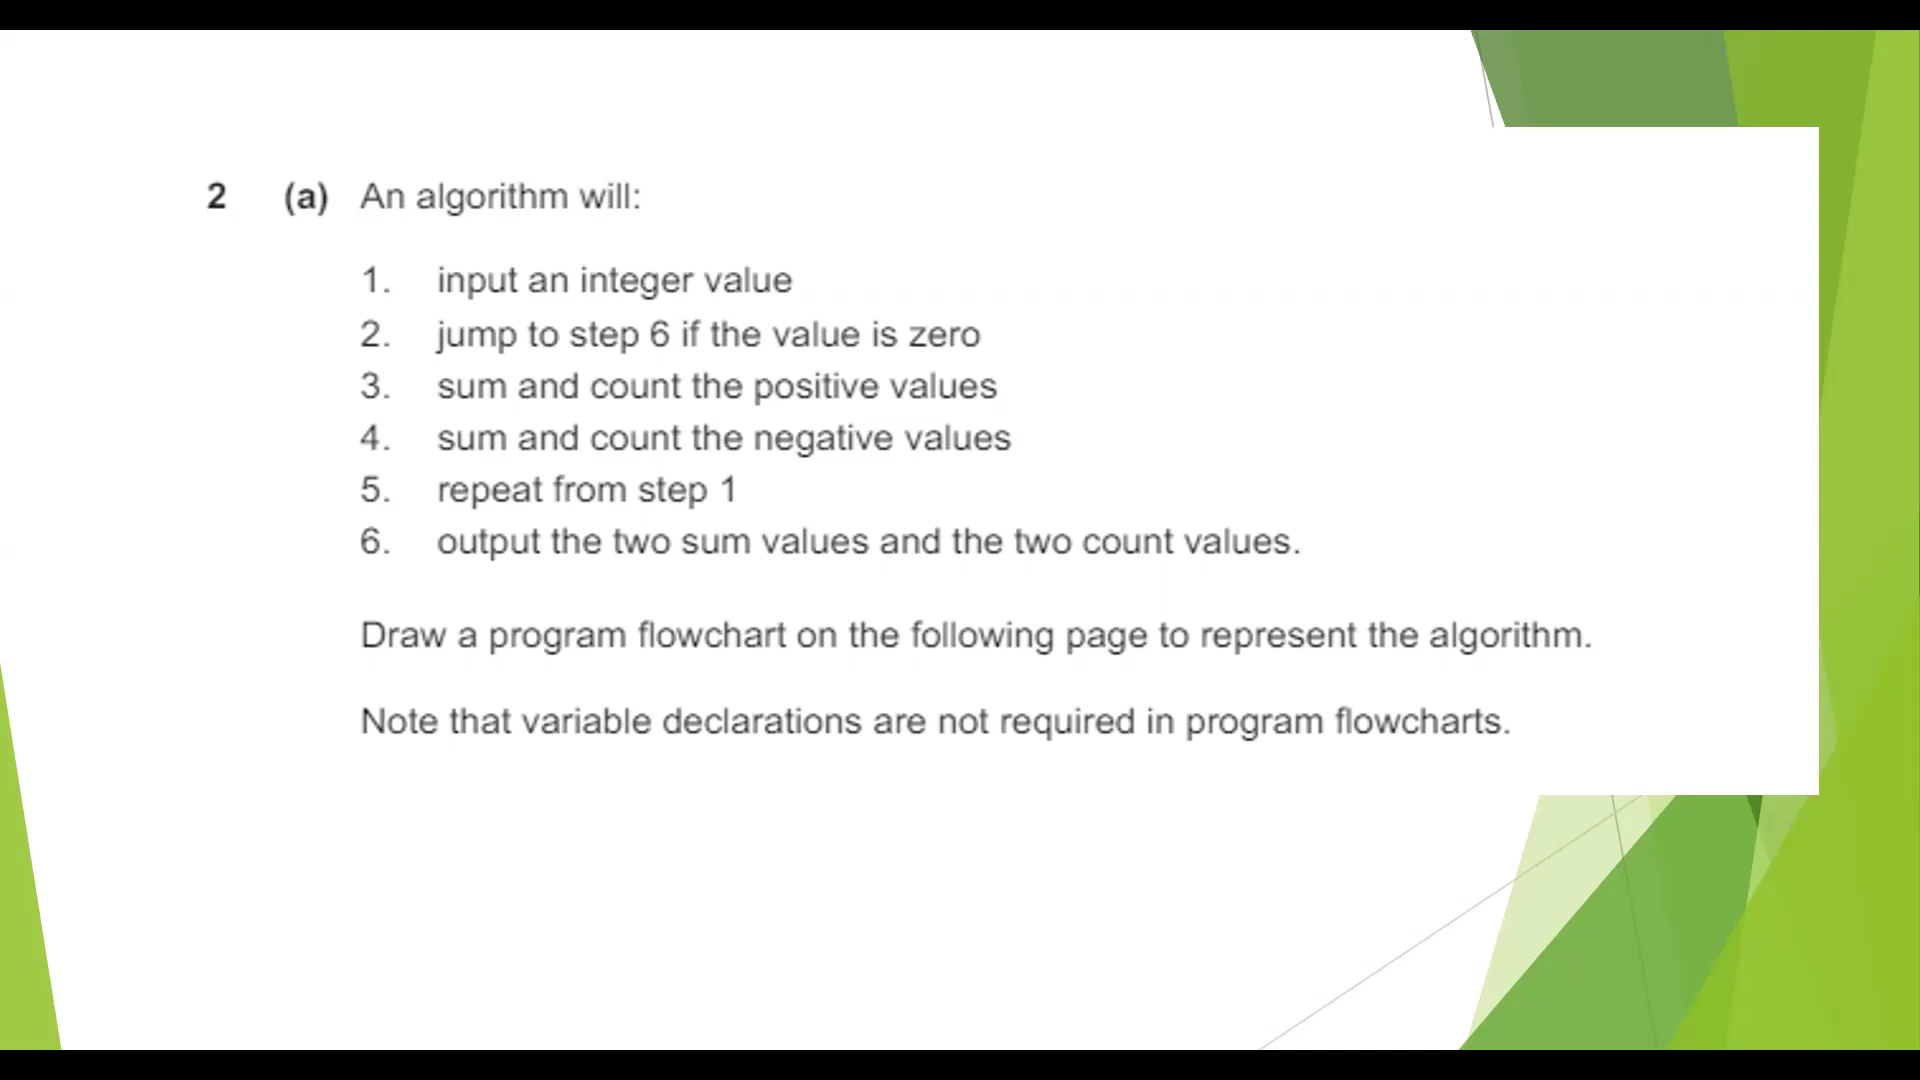 2 (a) An algorithm will:
1. input an integer value
2. jump to step 6 if the value is zero
3. sum and count the positive values
4. sum and count the negative values
5. repeat from step 1
6. output the two sum values and the two count values.
Draw a program flowchart on the following page to represent the algorithm.
Note that variable declarations are not required in program flowcharts.